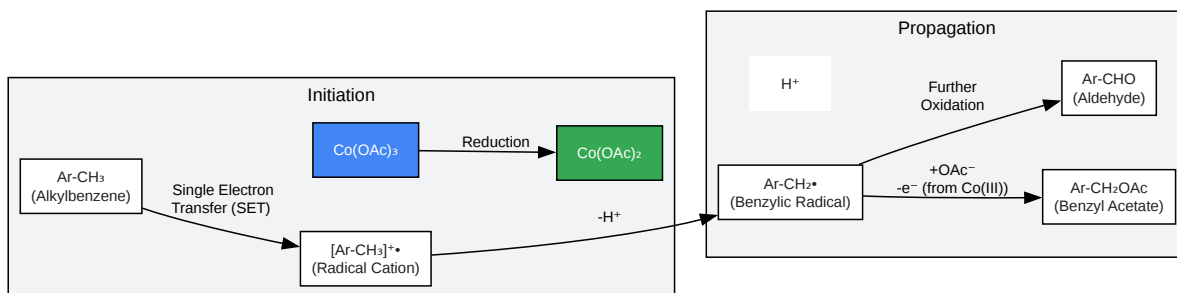 Initiation
Ar-CH₃
(Alkylbenzene)
Single Electron
Transfer (SET)
Co(OAc)₃
Reduction
Co(OAc)₂
[Ar-CH₃]⁺•
(Radical Cation)
-H⁺
Propagation
H⁺
Ar-CH₂•
(Benzylic Radical)
Further
Oxidation
Ar-CHO
(Aldehyde)
+OAc⁻
-e⁻ (from Co(III))
Ar-CH₂OAc
(Benzyl Acetate)